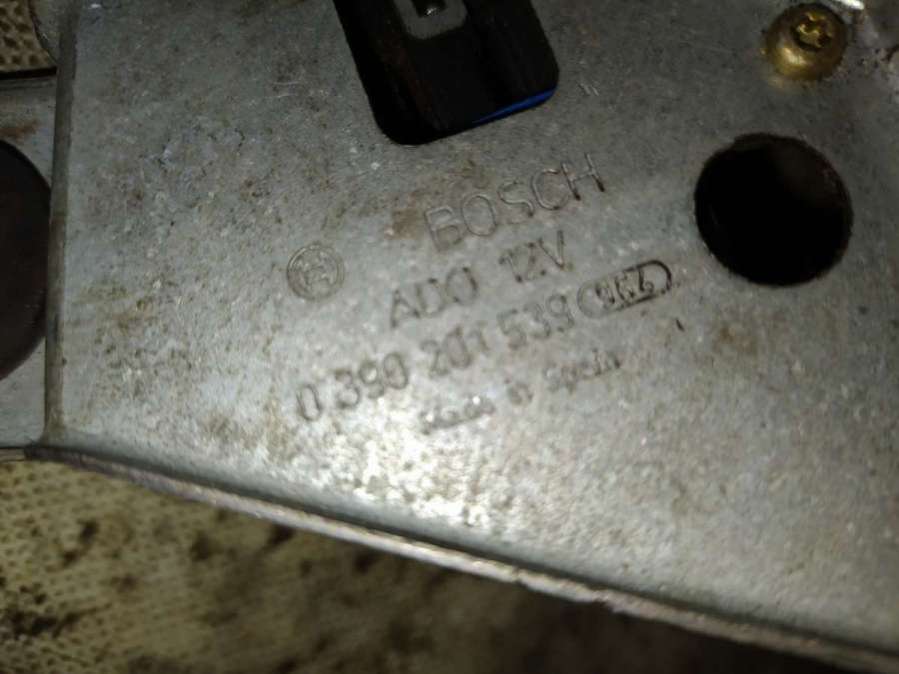 BOSCH
ADO 12V
0 390 201 539
Made in Spain